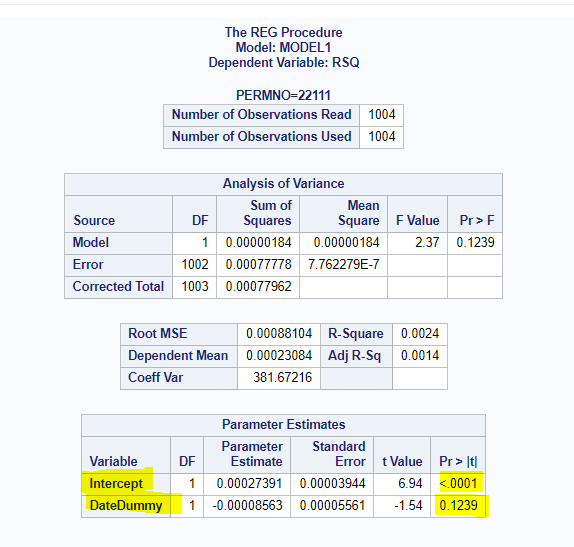 The REG Procedure
Model: MODEL1
Dependent Variable: RSQ
PERMNO=22111
Number of Observations Read 1004
Number of Observations Used 1004
Analysis of Variance
Source DF Sum of Squares Mean Square F Value Pr > F
Model 1 0.00000184 0.00000184 2.37 0.1239
Error 1002 0.00077778 7.762279E-7
Corrected Total 1003 0.00077962
Root MSE 0.00088104 R-Square 0.0024
Dependent Mean 0.00023084 Adj R-Sq 0.0014
Coeff Var 381.67216
Parameter Estimates
Variable DF Parameter Estimate Standard Error t Value Pr > |t|
Intercept 1 0.00027391 0.00003944 6.94 <.0001
DateDummy 1 -0.00008563 0.00005561 -1.54 0.1239